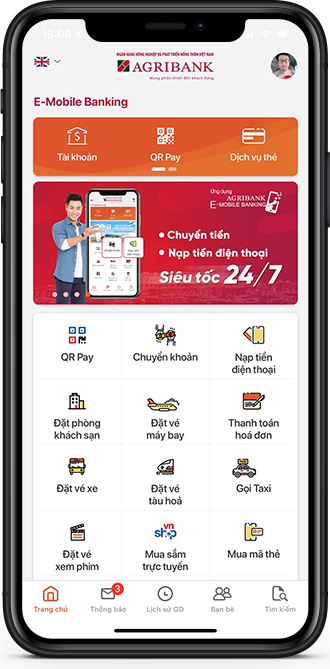 15:06
NGÂN HÀNG NÔNG NGHIỆP VÀ PHÁT TRIỂN NÔNG THÔN VIỆT NAM
AGRIBANK
Mang phồn thịnh đến khách hàng
E-Mobile Banking
Tài khoản
QR Pay
Dịch vụ thẻ
Ứng dụng
AGRIBANK
E-MOBILE BANKING
• Chuyển tiền
• Nạp tiền điện thoại
Siêu tốc 24/7
QR Pay
Chuyển khoản
Nạp tiền
điện thoại
Đặt phòng
khách sạn
Đặt vé
máy bay
Thanh toán
hoá đơn
Đặt vé xe
Đặt vé
tàu hoả
Gọi Taxi
TAXI
Đặt vé
xem phim
vn
shop
Mua sắm
trực tuyến
Mua mã thẻ
Trang chủ
3
Thông báo
Lịch sử GD
Bạn bè
Tìm kiếm